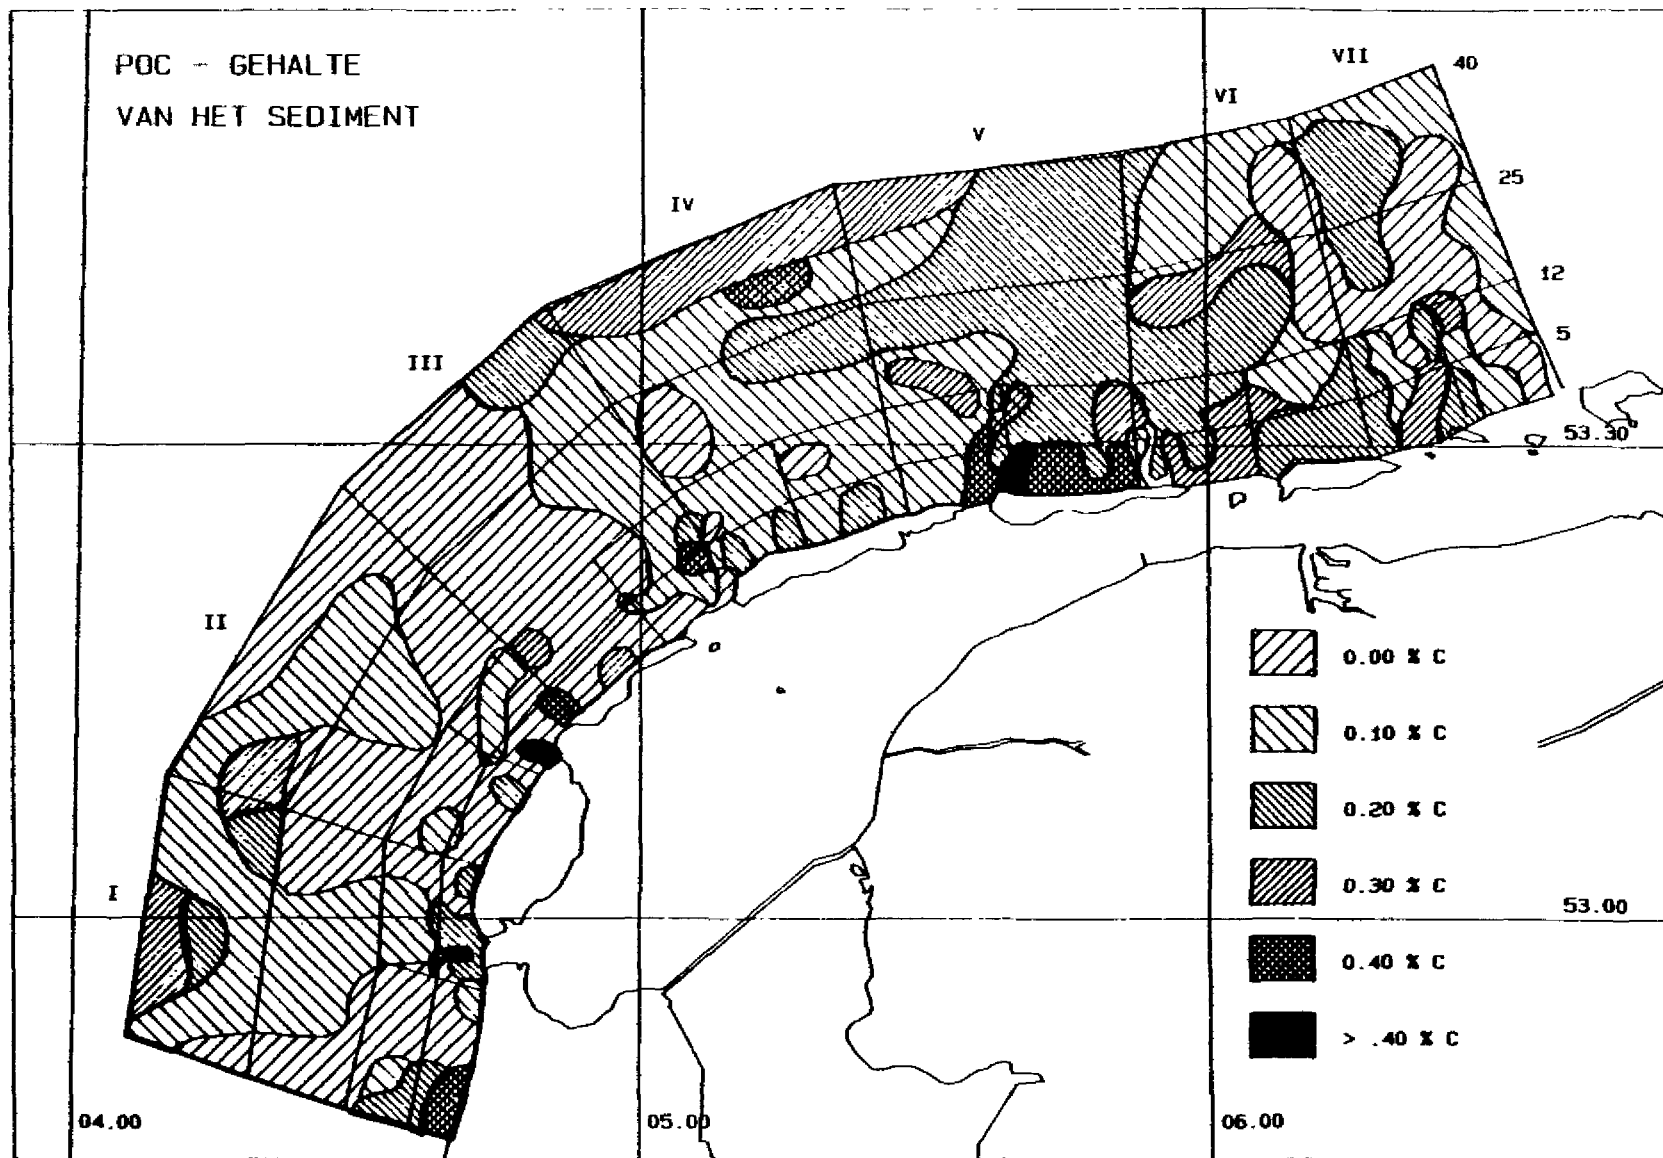 POC - GEHALTE
VAN HET SEDIMENT
VII
40
VI
V
25
IV
12
5
III
53.30
II
0.00 % C
0.10 % C
0.20 % C
0.30 % C
I
53.00
0.40 % C
> .40 % C
04.00
05.00
06.00